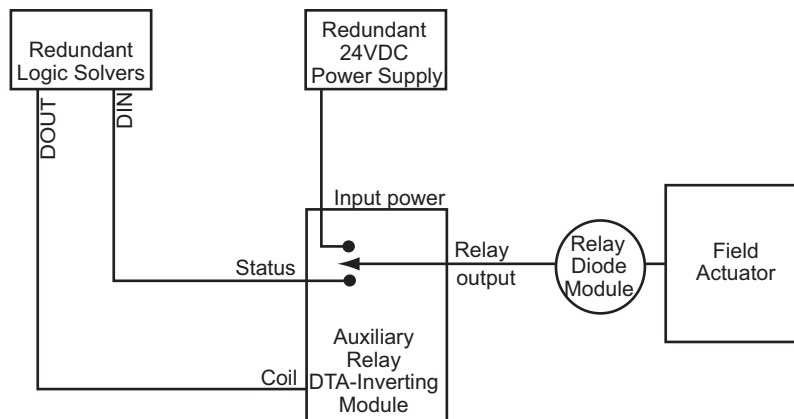 Redundant
Logic Solvers
Redundant
24VDC
Power Supply
DOUT
DIN
Input power
Status
Relay
output
Relay
Diode
Module
Field
Actuator
Auxiliary
Relay
DTA-Inverting
Module
Coil